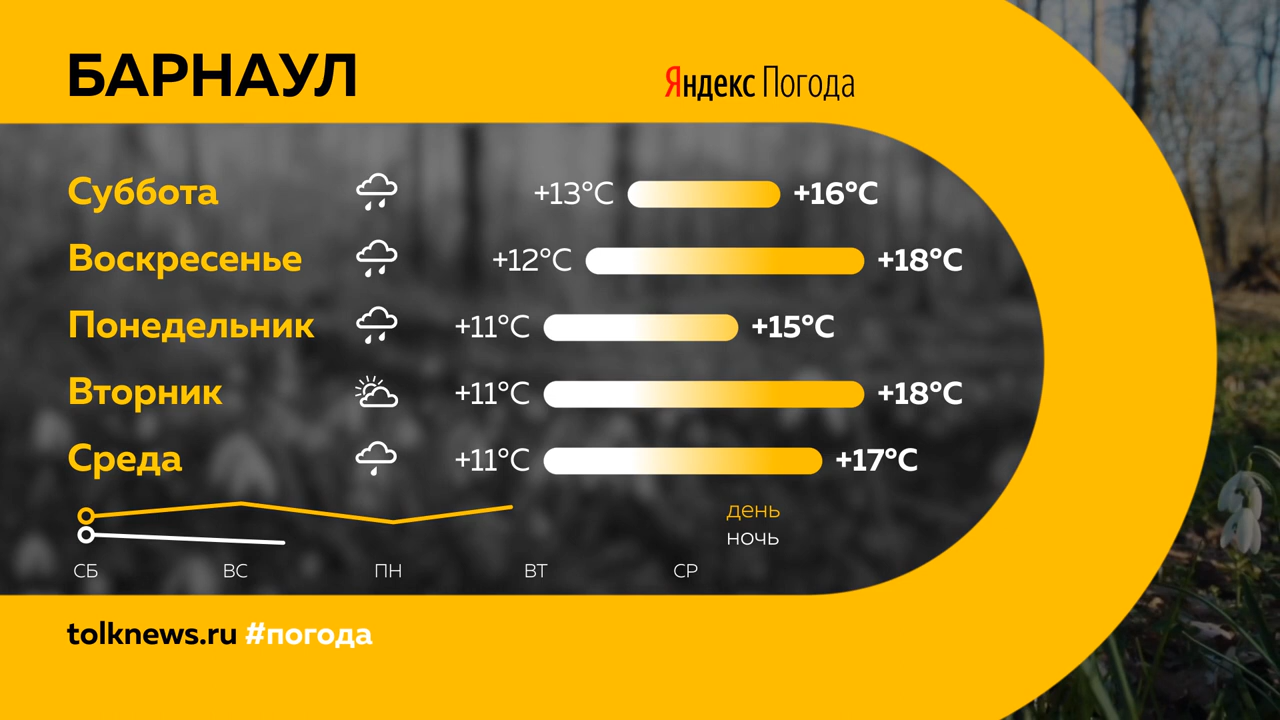 БАРНАУЛ
Яндекс Погода
Суббота +13°C +16°C
Воскресенье +12°C +18°C
Понедельник +11°C +15°C
Вторник +11°C +18°C
Среда +11°C +17°C
день
ночь
СБ ВС ПН ВТ СР
tolknews.ru #погода